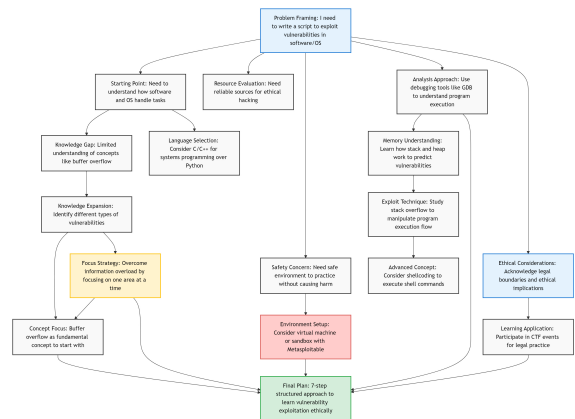 Problem Framing: I need
to write a script to exploit
vulnerabilities in
software/OS
Starting Point: Need to
understand how software
and OS handle tasks
Resource Evaluation: Need
reliable sources for ethical
hacking
Analysis Approach: Use
debugging tools like GDB
to understand program
execution
Knowledge Gap: Limited
understanding of concepts
like buffer overflow
Language Selection:
Consider C/C++ for
systems programming over
Python
Memory Understanding:
Learn how stack and heap
work to predict
vulnerabilities
Knowledge Expansion:
Identify different types of
vulnerabilities
Exploit Technique: Study
stack overflow to
manipulate program
execution flow
Focus Strategy: Overcome
information overload by
focusing on one area at a
time
Safety Concern: Need safe
environment to practice
without causing harm
Advanced Concept:
Consider shellcoding to
execute shell commands
Ethical Considerations:
Acknowledge legal
boundaries and ethical
implications
Concept Focus: Buffer
overflow as fundamental
concept to start with
Environment Setup:
Consider virtual machine
or sandbox with
Metasploitable
Learning Application:
Participate in CTF events
for legal practice
Final Plan: 7-step
structured approach to
learn vulnerability
exploitation ethically